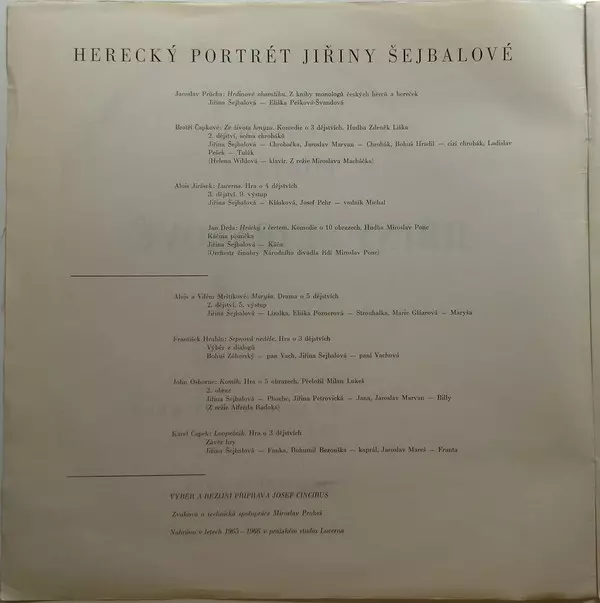 HERECKÝ PORTRÉT JIŘINY ŠEJBALOVÉ
Jaroslav Průcha: Hrdinové okamžiku. Z knihy monologů českých herců a hereček
Jiřina Šejbalová — Eliška Pešková-Švandová
Bratři Čapkové: Ze života hmyzu. Komedie o 3 dějstvích. Hudba Zdeněk Liška
2. dějství, scéna chrobáků
Jiřina Šejbalová — Chrobačka, Jaroslav Marvan — Chrobák, Bohuš Hradil — cizí chrobák, Ladislav
Pešek — Tulák
(Helena — klavír. Z režie Miroslava Macháčka)
Alois Jirásek: Lucerna. Hra o 4 dějstvích
3. dějství, 9. výstup
Jiřina Šejbalová — Klásková, Josef Pehr — vodník Michal
Jan Drda: Hrátky s čertem. Komedie o 10 obrazech. Hudba Miroslav Ponc
Káčina písnička
Jiřina Šejbalová — Káča
(Orchestr činohry Národního divadla řídí Miroslav Ponc)
Alois a Vilém Mrštíkové: Maryša. Drama o 5 dějstvích
2. dějství, 5. výstup
Jiřina Šejbalová — Lízalka, Eliška Poznerová — Strouhalka, Marie Glázrová — Maryša
František Hrubín: Srpnová neděle. Hra o 3 dějstvích
Výběr z dialogů
Bohuš Záhorský — pan Vach, Jiřina Šejbalová — paní Vachová
John Osborne: Komik. Hra o 5 obrazech. Přeložil Milan Lukeš
2. obraz
Jiřina Šejbalová — Phoebe, Jiřina Petrovická — Jana, Jaroslav Marvan — Billy
(Z režie Alfréda Radoka)
Karel Čapek: Loupežník. Hra o 3 dějstvích
Závěr hry
Jiřina Šejbalová — Fanka, Bohumil Bezouška — kaprál, Jaroslav Mareš — Franta
VÝBĚR A REŽIJNÍ PŘÍPRAVA JOSEF CINCIBUS
Zvuková a technická spolupráce Miroslav
Nahráno v letech 1965—1966 v pražském studiu Lucerna